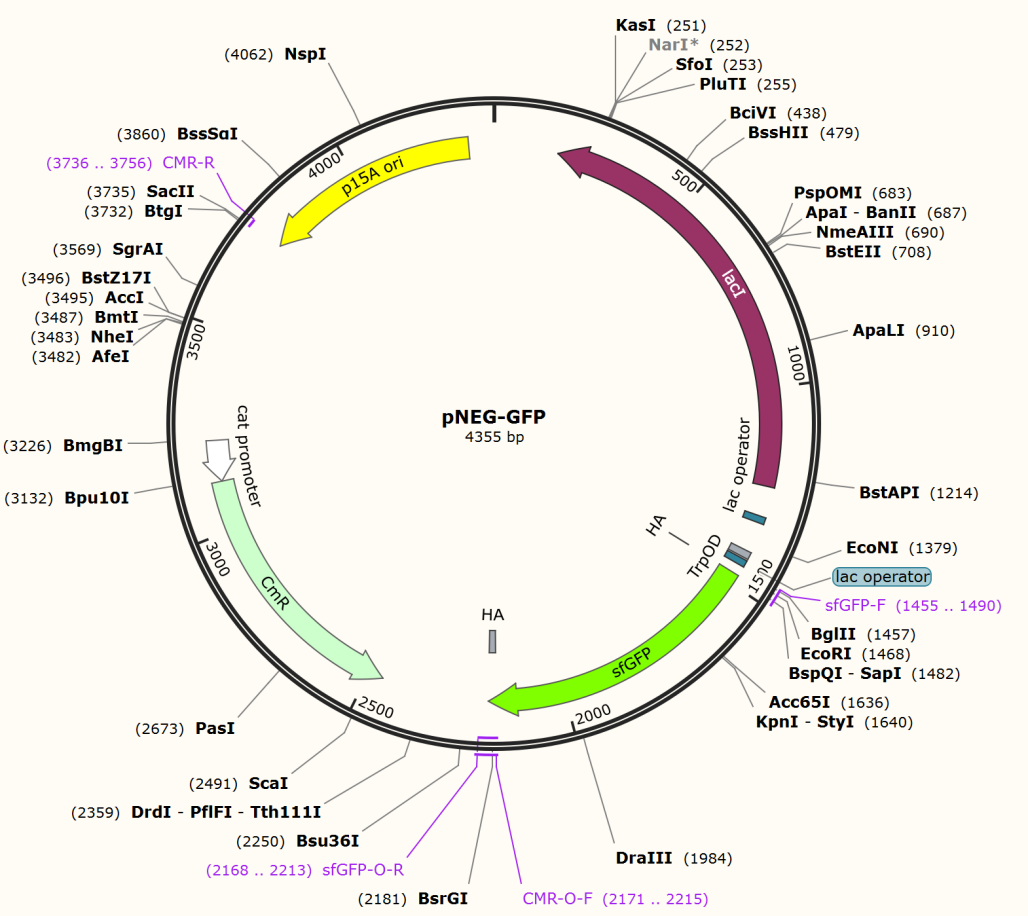 KasI (251)
NarI* (252)
SfoI (253)
PluTI (255)
BciVI (438)
BssHII (479)
PspOMI (683)
ApaI - BanII (687)
NmeAIII (690)
BstEII (708)
ApaLI (910)
BstAPI (1214)
EcoNI (1379)
lac operator
sfGFP-F (1455 .. 1490)
BglII (1457)
EcoRI (1468)
BspQI - SapI (1482)
Acc65I (1636)
KpnI - StyI (1640)
DraIII (1984)
CMR-O-F (2171 .. 2215)
(2181) BsrGI
(2168 .. 2213) sfGFP-O-R
(2250) Bsu36I
(2359) DrdI - PflFI - Tth111I
(2491) ScaI
(2673) PasI
(3132) Bpu10I
(3226) BmgBI
(3482) AfeI
(3483) NheI
(3487) BmtI
(3495) AccI
(3496) BstZ17I
(3569) SgrAI
(3732) BtgI
(3735) SacII
(3736 .. 3756) CMR-R
(3860) BssSαI
(4062) NspI
500
1000
1500
2000
2500
3000
3500
4000
p15A ori
lacI
lac operator
HA
TrpOD
sfGFP
HA
CmR
cat promoter
pNEG-GFP
4355 bp